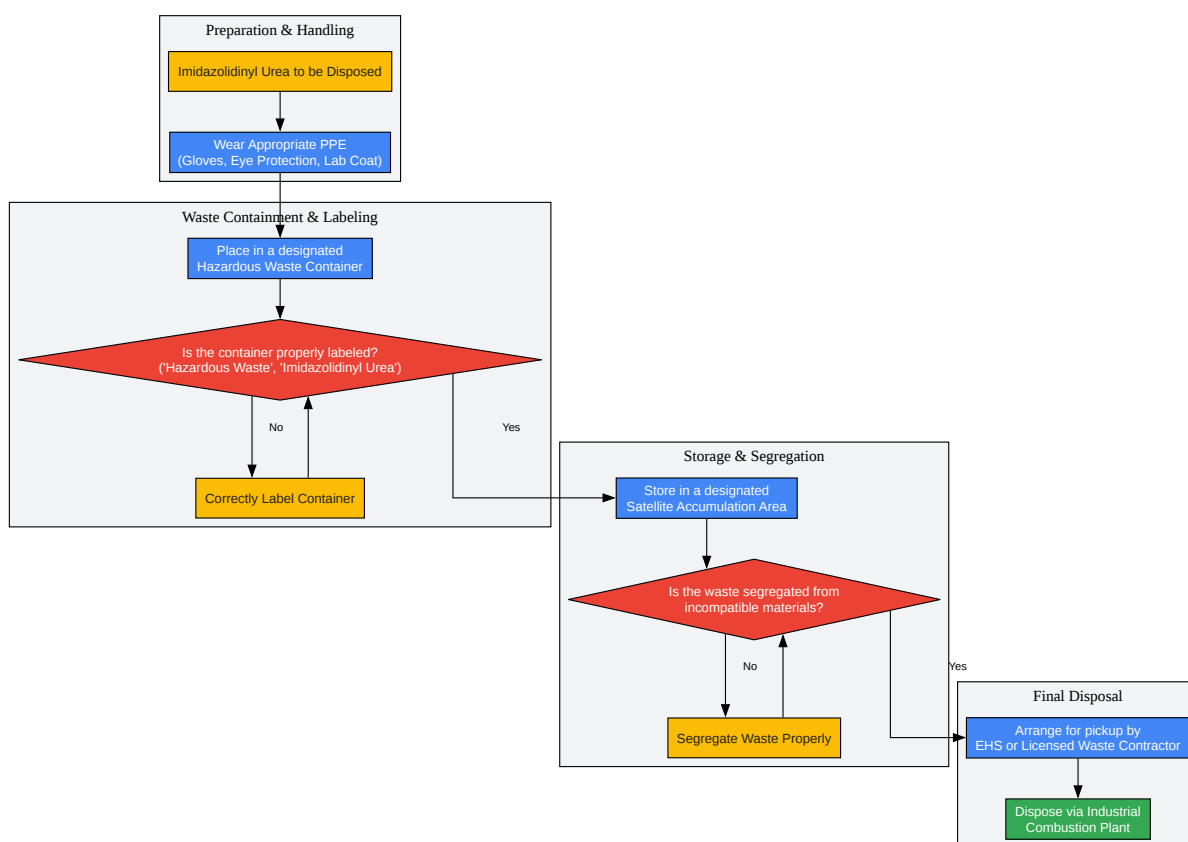 Preparation & Handling
Imidazolidinyl Urea to be Disposed
Wear Appropriate PPE
(Gloves, Eye Protection, Lab Coat)
Waste Containment & Labeling
Place in a designated
Hazardous Waste Container
Is the container properly labeled?
('Hazardous Waste', 'Imidazolidinyl Urea')
No
Yes
Correctly Label Container
Storage & Segregation
Store in a designated
Satellite Accumulation Area
Is the waste segregated from
incompatible materials?
No
Yes
Segregate Waste Properly
Final Disposal
Arrange for pickup by
EHS or Licensed Waste Contractor
Dispose via Industrial
Combustion Plant